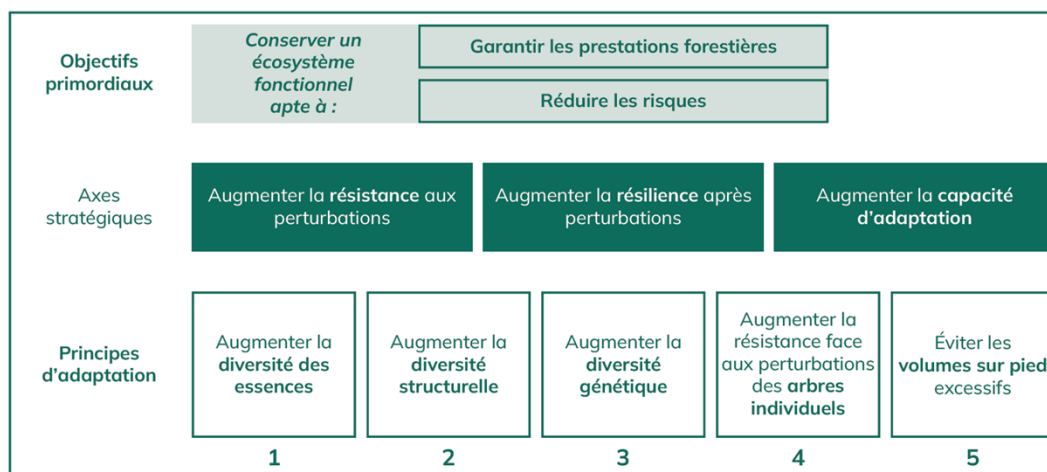 Objectifs
primordiaux
Conserver un
écosystème
fonctionnel
apte à :
Garantir les prestations forestières
Réduire les risques
Axes
stratégiques
Augmenter la résistance aux
perturbations
Augmenter la résilience après
perturbations
Augmenter la capacité
d’adaptation
Principes
d’adaptation
Augmenter la
diversité des
essences
Augmenter la
diversité
structurelle
Augmenter la
diversité
génétique
Augmenter la
résistance face
aux perturbations
des arbres
individuels
Éviter les
volumes sur pied
excessifs
1
2
3
4
5